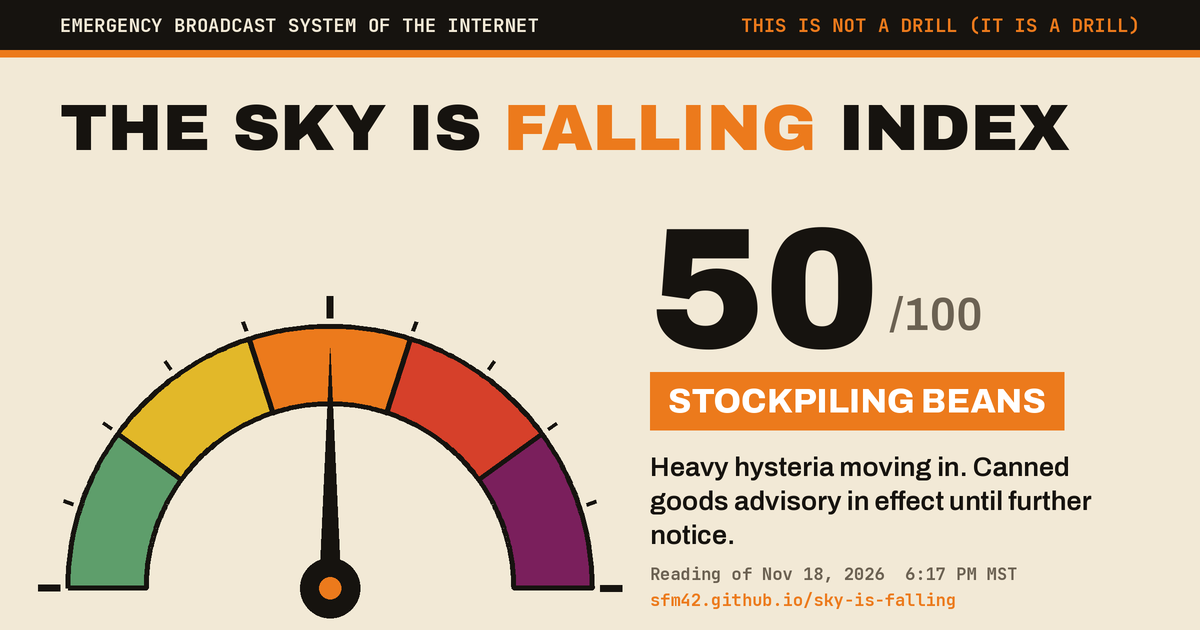 EMERGENCY BROADCAST SYSTEM OF THE INTERNET
THIS IS NOT A DRILL (IT IS A DRILL)
THE SKY IS FALLING INDEX
50 /100
STOCKPILING BEANS
Heavy hysteria moving in. Canned
goods advisory in effect until further
notice.
Reading of Nov 18, 2026  6:17 PM MST
sfm42.github.io/sky-is-falling